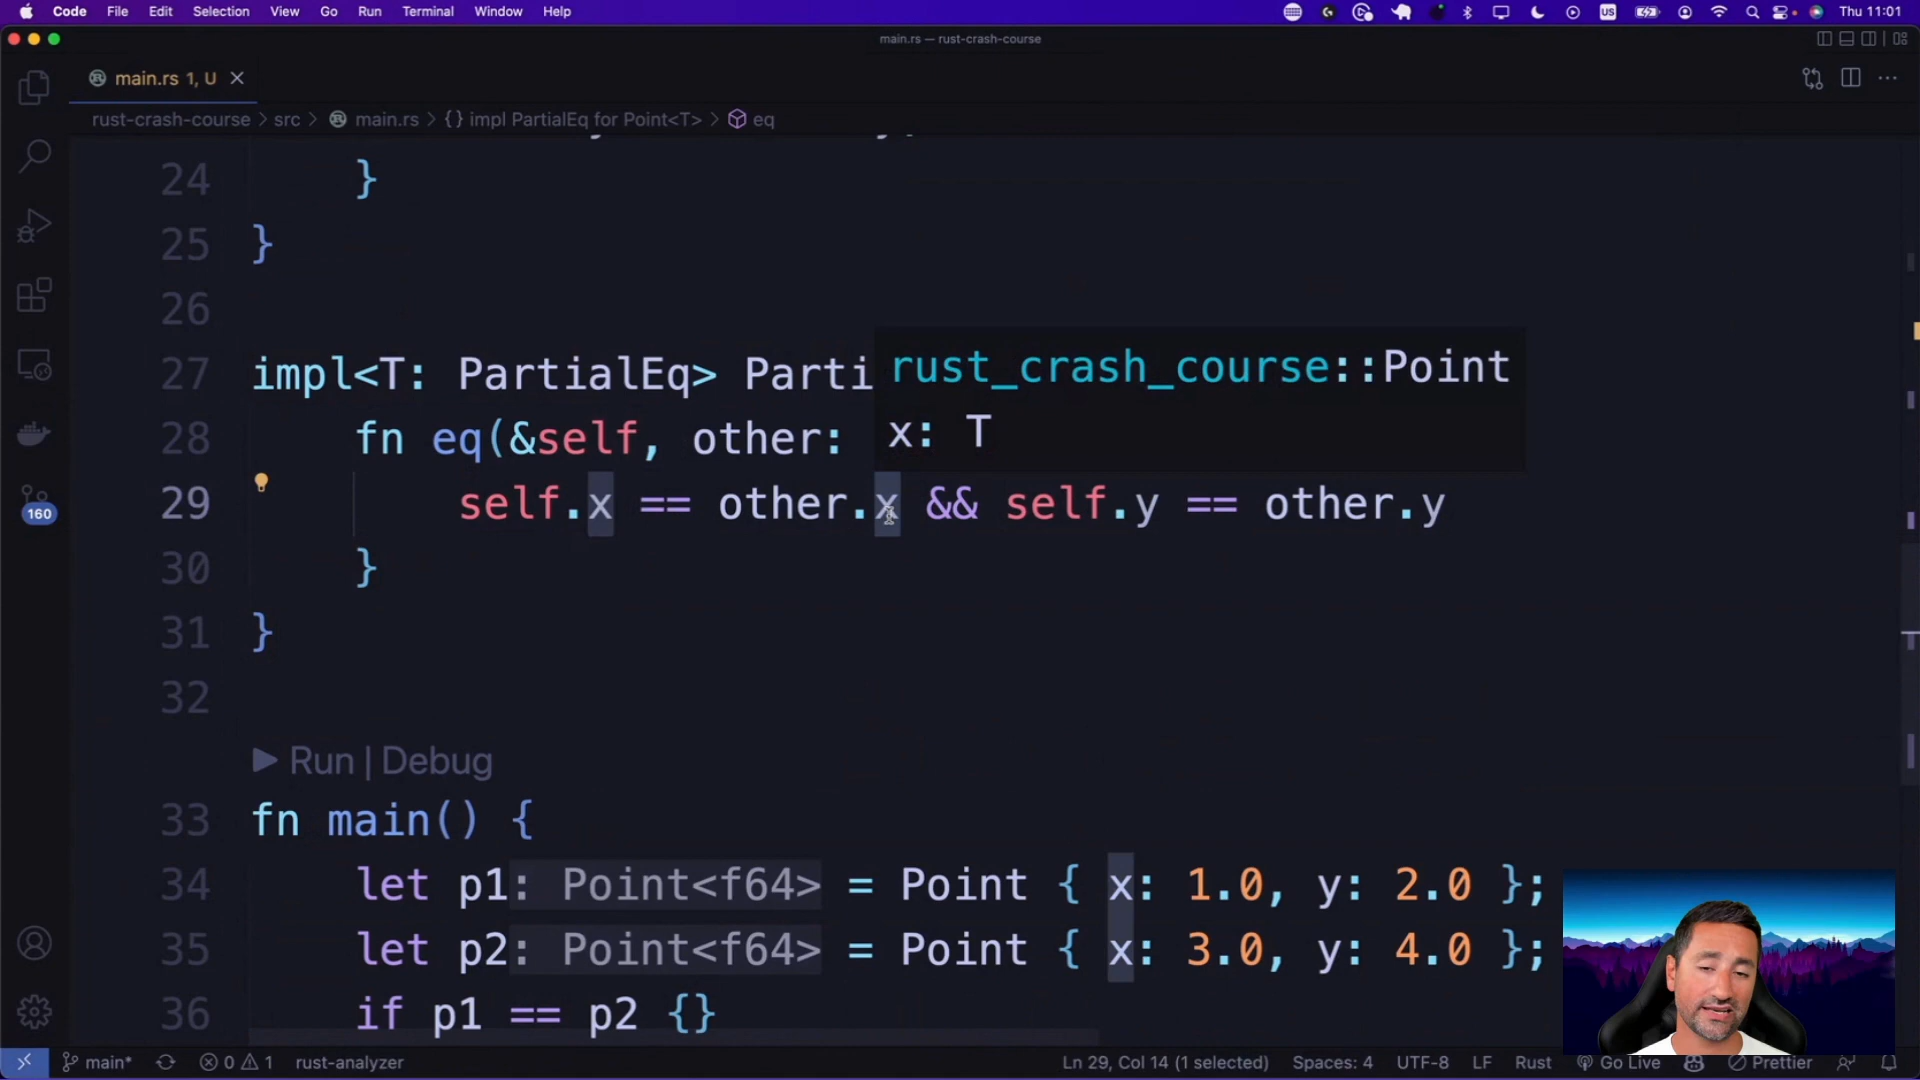 Code File Edit Selection View Go Run Terminal Window Help US Thu 11:01
main.rs — rust-crash-course
main.rs 1, U
rust-crash-course > src > main.rs > {} impl PartialEq for Point<T> > eq
24 }
25 }
26
27 impl<T: PartialEq> Parti
rust_crash_course::Point
x: T
28 fn eq(&self, other:
29 self.x == other.x && self.y == other.y
30 }
31 }
32
Run | Debug
33 fn main() {
34 let p1: Point<f64> = Point { x: 1.0, y: 2.0 };
35 let p2: Point<f64> = Point { x: 3.0, y: 4.0 };
36 if p1 == p2 {}
160
main* 0 1 rust-analyzer Ln 29, Col 14 (1 selected) Spaces: 4 UTF-8 LF Rust Go Live Prettier